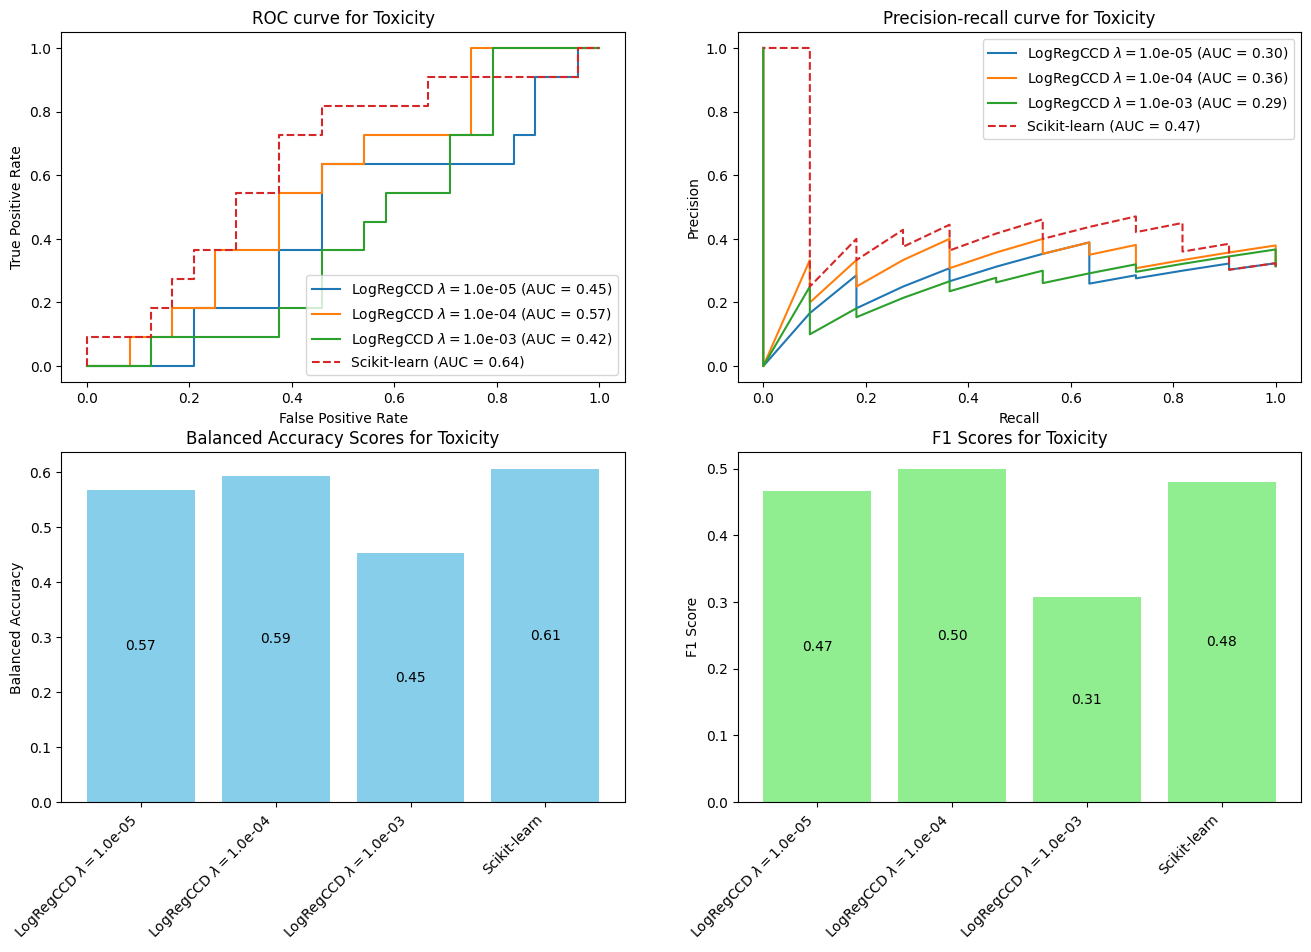 ROC curve for Toxicity
True Positive Rate
1.0
0.8
0.6
0.4
0.2
0.0
LogRegCCD λ = 1.0e-05 (AUC = 0.45)
LogRegCCD λ = 1.0e-04 (AUC = 0.57)
LogRegCCD λ = 1.0e-03 (AUC = 0.42)
Scikit-learn (AUC = 0.64)
0.0 0.2 0.4 0.6 0.8 1.0
False Positive Rate
Precision-recall curve for Toxicity
Precision
1.0
0.8
0.6
0.4
0.2
0.0
LogRegCCD λ = 1.0e-05 (AUC = 0.30)
LogRegCCD λ = 1.0e-04 (AUC = 0.36)
LogRegCCD λ = 1.0e-03 (AUC = 0.29)
Scikit-learn (AUC = 0.47)
0.0 0.2 0.4 0.6 0.8 1.0
Recall
Balanced Accuracy Scores for Toxicity
Balanced Accuracy
0.6
0.5
0.4
0.3
0.2
0.1
0.0
0.57
0.59
0.45
0.61
LogRegCCD λ = 1.0e-05
LogRegCCD λ = 1.0e-04
LogRegCCD λ = 1.0e-03
Scikit-learn
F1 Scores for Toxicity
F1 Score
0.5
0.4
0.3
0.2
0.1
0.0
0.47
0.50
0.31
0.48
LogRegCCD λ = 1.0e-05
LogRegCCD λ = 1.0e-04
LogRegCCD λ = 1.0e-03
Scikit-learn